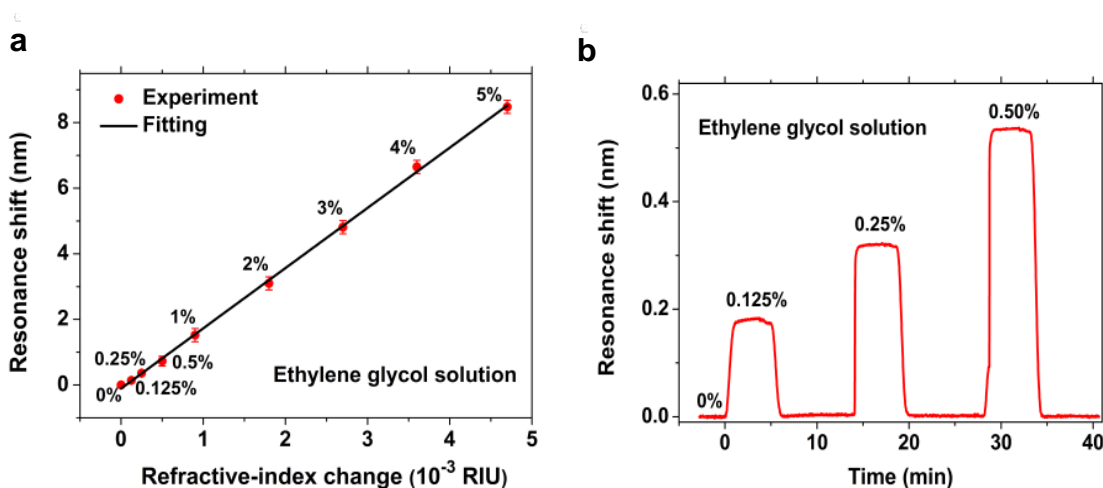 a
Experiment
Fitting
5%
4%
3%
2%
1%
0.25%
0.5%
0.125%
0%
Ethylene glycol solution
8
6
4
2
0
0 1 2 3 4 5
Resonance shift (nm)
Refractive-index change (10⁻³ RIU)
b
Ethylene glycol solution
0.50%
0.25%
0.125%
0%
0.6
0.4
0.2
0.0
0 10 20 30 40
Resonance shift (nm)
Time (min)